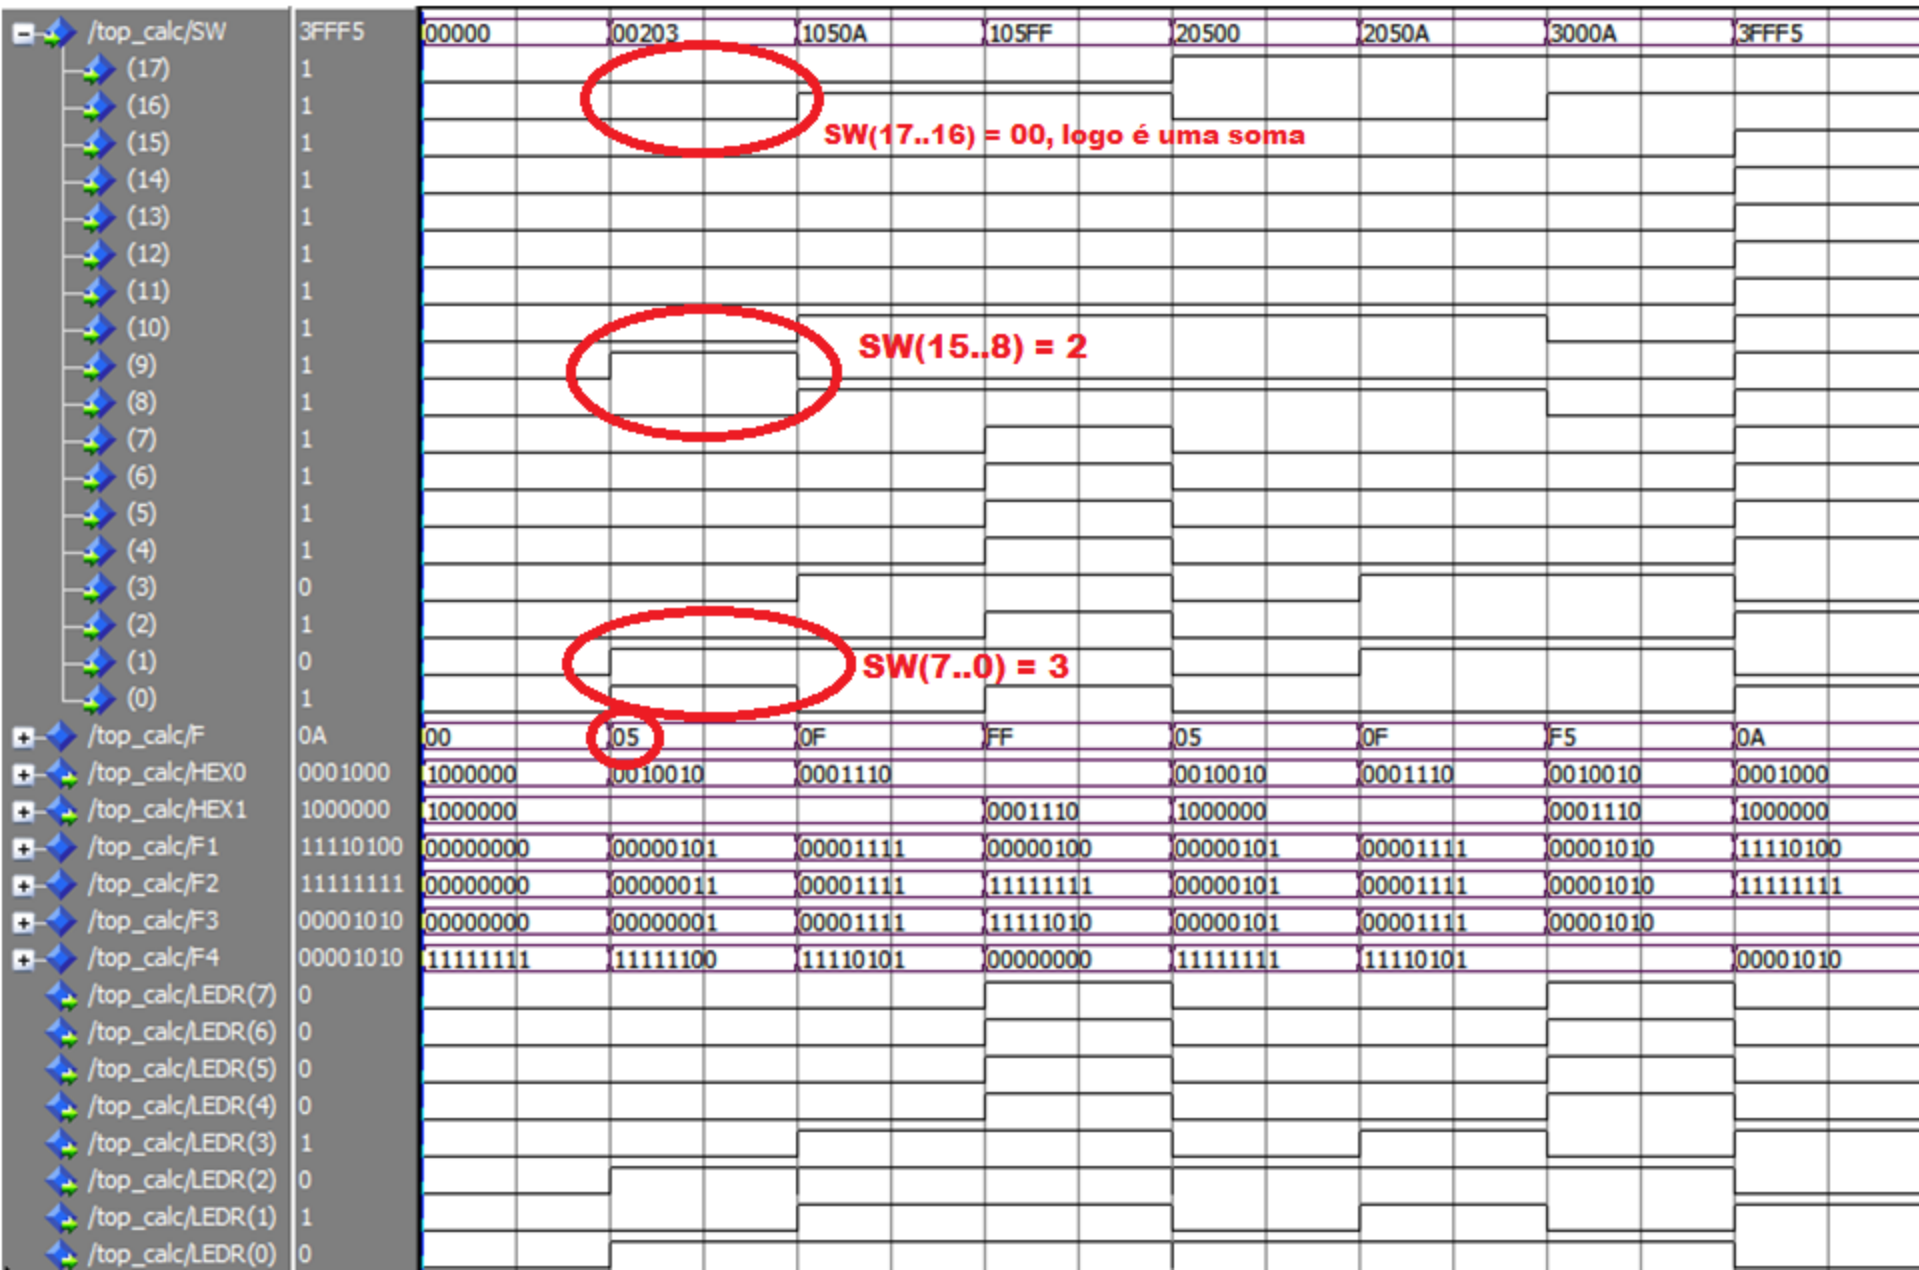 /top_calc/SW 3FFF5 00000 00203 1050A 105FF 20500 2050A 3000A 3FFF5
(17) 1
(16) 1
SW(17..16) = 00, logo é uma soma
(15) 1
(14) 1
(13) 1
(12) 1
(11) 1
(10) 1
SW(15..8) = 2
(9) 1
(8) 1
(7) 1
(6) 1
(5) 1
(4) 1
(3) 0
(2) 1
(1) 0
SW(7..0) = 3
(0) 1
/top_calc/F 0A 00 05 0F FF 05 0F F5 0A
/top_calc/HEX0 0001000 1000000 0010010 0001110 0010010 0001110 0010010 0001000
/top_calc/HEX1 1000000 1000000 0001110 1000000 0001110 1000000
/top_calc/F1 11110100 00000000 00000101 00001111 00000100 00000101 00001111 00001010 11110100
/top_calc/F2 11111111 00000000 00000011 00001111 11111111 00000101 00001111 00001010 11111111
/top_calc/F3 00001010 00000000 00000001 00001111 11111010 00000101 00001111 00001010
/top_calc/F4 00001010 11111111 11111100 11110101 00000000 11111111 11110101 00001010
/top_calc/LEDR(7) 0
/top_calc/LEDR(6) 0
/top_calc/LEDR(5) 0
/top_calc/LEDR(4) 0
/top_calc/LEDR(3) 1
/top_calc/LEDR(2) 0
/top_calc/LEDR(1) 1
/top_calc/LEDR(0) 0